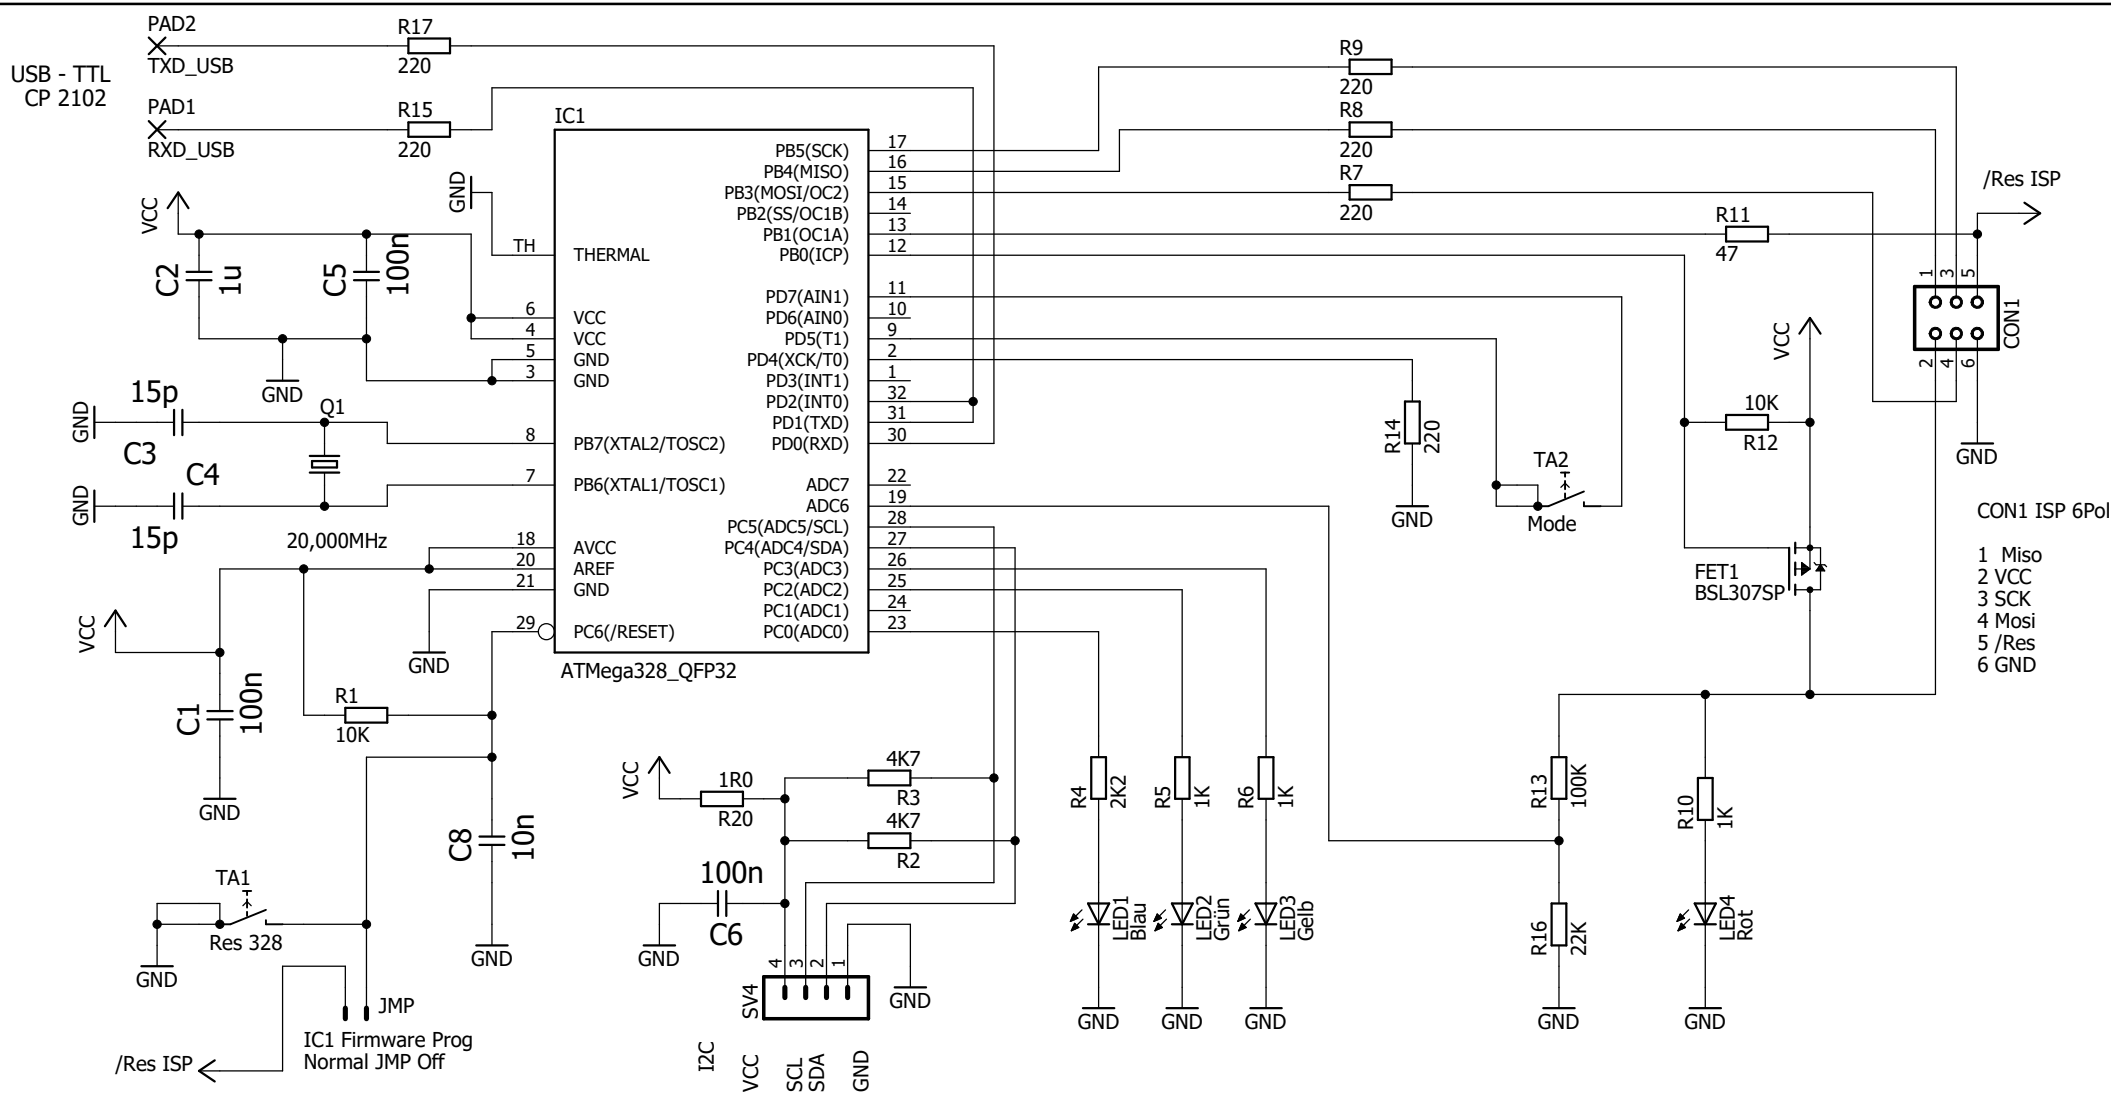 PAD2
TXD_USB
R17
220
USB - TTL
CP 2102
PAD1
RXD_USB
R15
220
R9
220
R8
220
R7
220
R11
47
/Res ISP
IC1
THERMAL
VCC
VCC
GND
GND
PB7(XTAL2/TOSC2)
PB6(XTAL1/TOSC1)
AVCC
AREF
GND
PC6(/RESET)
TH
6
4
5
3
8
7
18
20
21
29
PB5(SCK)
PB4(MISO)
PB3(MOSI/OC2)
PB2(SS/OC1B)
PB1(OC1A)
PB0(ICP)
PD7(AIN1)
PD6(AIN0)
PD5(T1)
PD4(XCK/T0)
PD3(INT1)
PD2(INT0)
PD1(TXD)
PD0(RXD)
ADC7
ADC6
PC5(ADC5/SCL)
PC4(ADC4/SDA)
PC3(ADC3)
PC2(ADC2)
PC1(ADC1)
PC0(ADC0)
17
16
15
14
13
12
11
10
9
2
1
32
31
30
22
19
28
27
26
25
24
23
ATMega328_QFP32
GND
VCC
C2
1u
C5
100n
GND
15p
C3
GND
Q1
C4
15p
GND
20,000MHz
VCC
GND
C1
100n
GND
R1
10K
C8
10n
GND
TA1
Res 328
GND
JMP
IC1 Firmware Prog
Normal JMP Off
/Res ISP
VCC
1R0
R20
4K7
R3
4K7
R2
100n
C6
GND
4
3
2
1
SV4
GND
I2C
VCC
SCL
SDA
GND
R4
2K2
R5
1K
R6
1K
LED1
Blau
LED2
Grün
LED3
Gelb
GND
GND
GND
R14
220
GND
TA2
Mode
R13
100K
R16
22K
GND
R10
1K
LED4
Rot
GND
VCC
10K
R12
FET1
BSL307SP
1
3
5
2
4
6
CON1
GND
CON1 ISP 6Pol
1 Miso
2 VCC
3 SCK
4 Mosi
5 /Res
6 GND